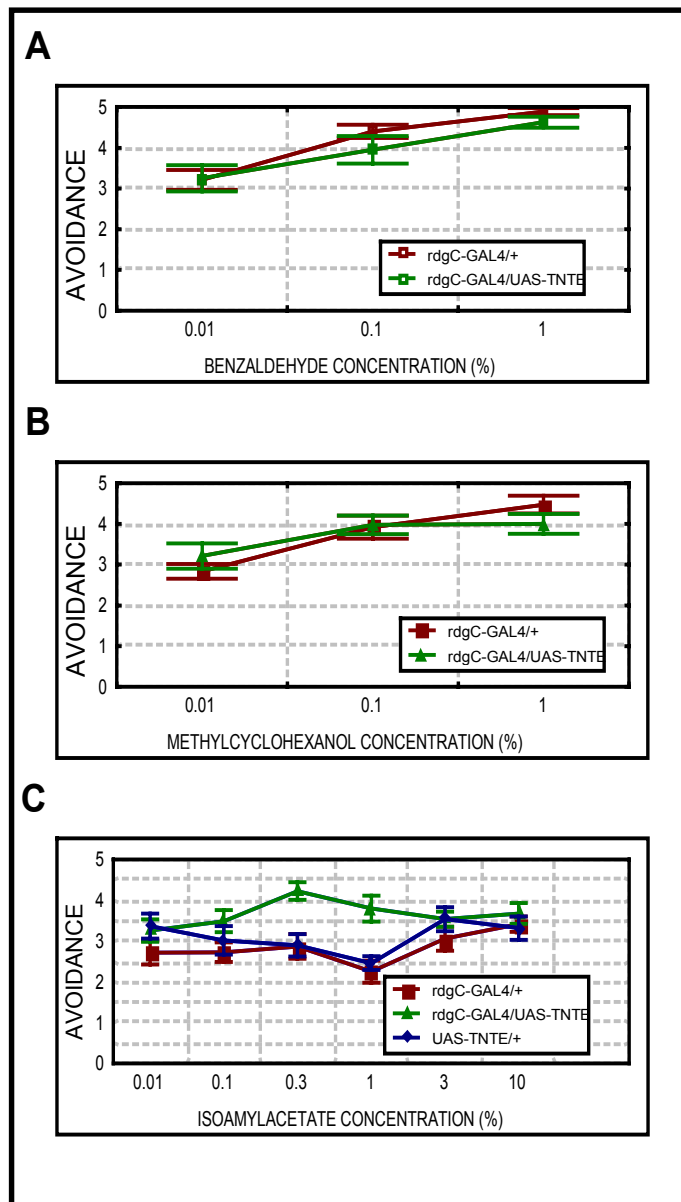 A
AVOIDANCE
5
4
3
2
1
0
rdgC-GAL4/+
rdgC-GAL4/UAS-TNTE
0.01 0.1 1
BENZALDEHYDE CONCENTRATION (%)
B
AVOIDANCE
5
4
3
2
1
0
rdgC-GAL4/+
rdgC-GAL4/UAS-TNTE
0.01 0.1 1
METHYLCYCLOHEXANOL CONCENTRATION (%)
C
AVOIDANCE
5
4
3
2
1
0
rdgC-GAL4/+
rdgC-GAL4/UAS-TNTE
UAS-TNTE/+
0.01 0.1 0.3 1 3 10
ISOAMYLACETATE CONCENTRATION (%)